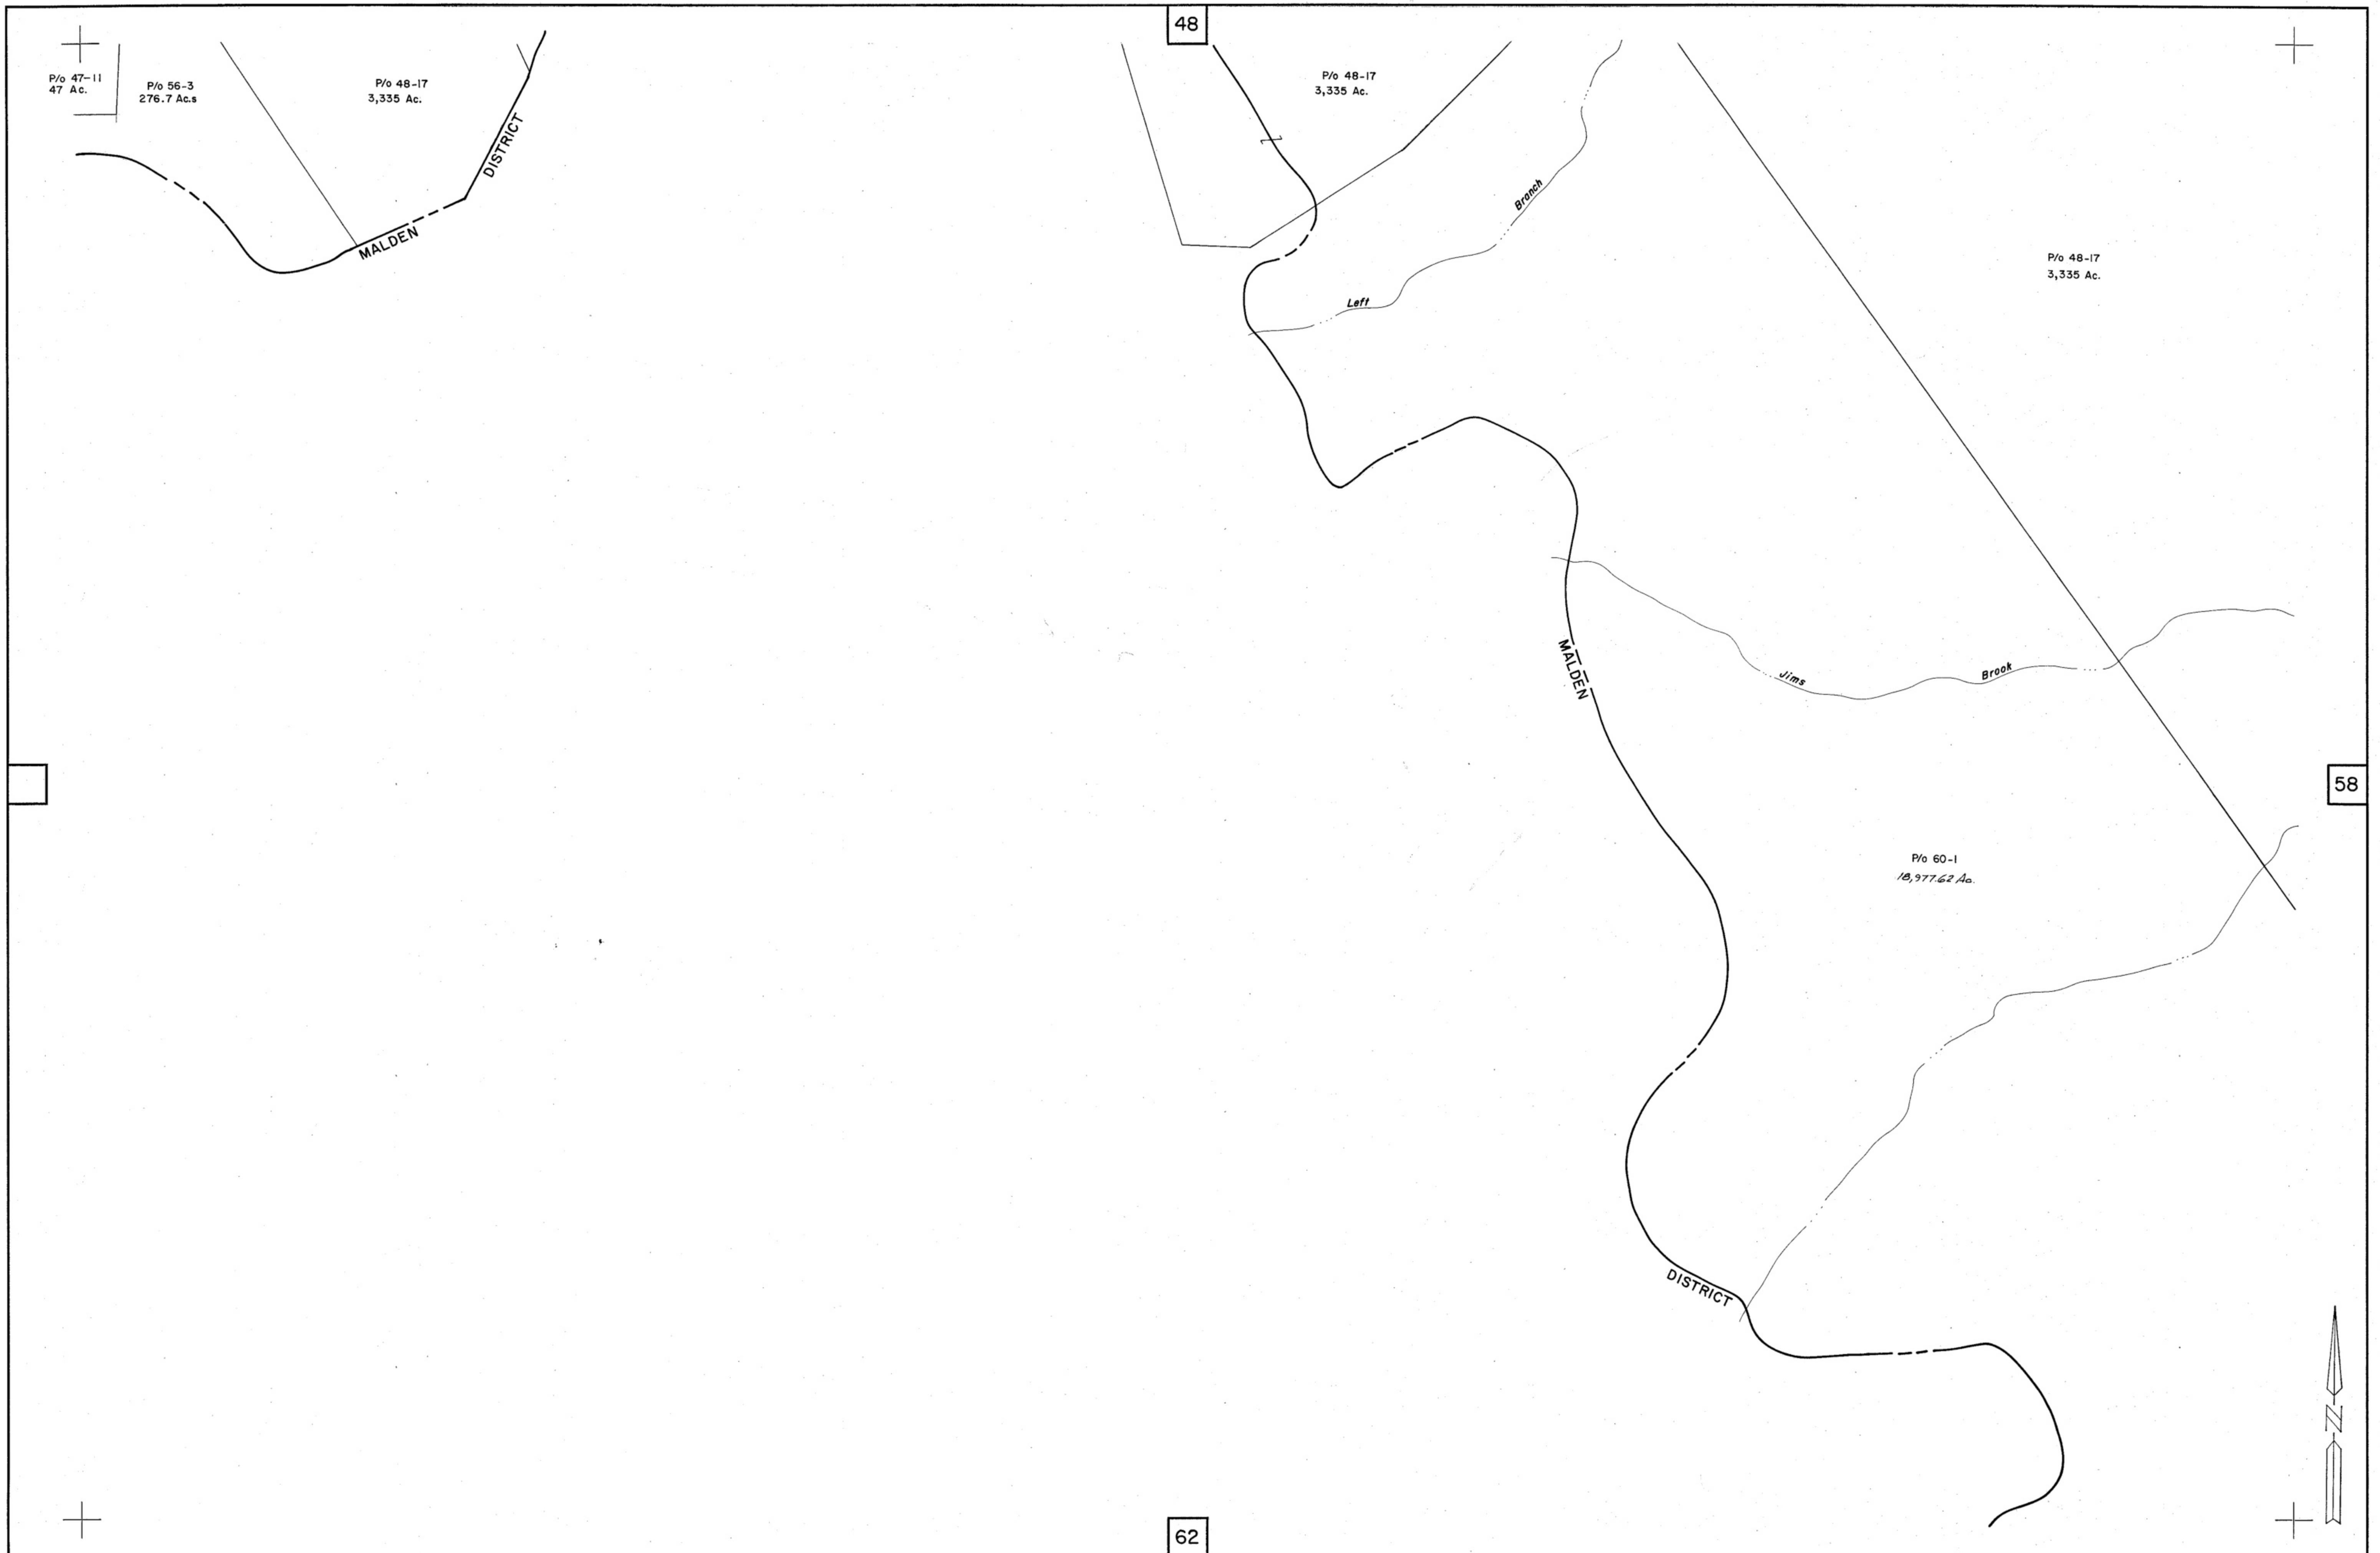 48
P/o 47-11
47 Ac.
P/o 56-3
276.7 Ac.s
P/o 48-17
3,335 Ac.
DISTRICT
MALDEN
P/o 48-17
3,335 Ac.
Branch
Left
P/o 48-17
3,335 Ac.
MALDEN
Jims
Brook
58
P/o 60-1
18,977.62 Ac.
DISTRICT
N
62